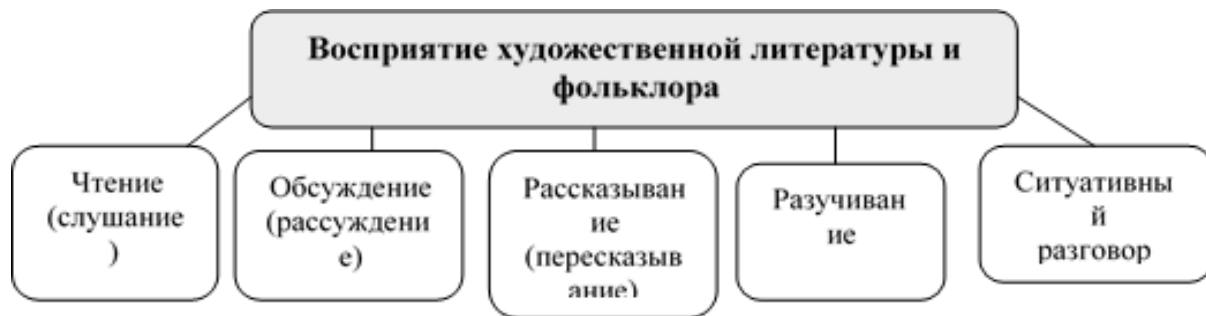 Восприятие художественной литературы и
фольклора
Чтение
(слушание
)
Обсуждение
(рассуждени
е)
Рассказыван
ие
(пересказыв
ание)
Разучиван
ие
Ситуативны
й
разговор